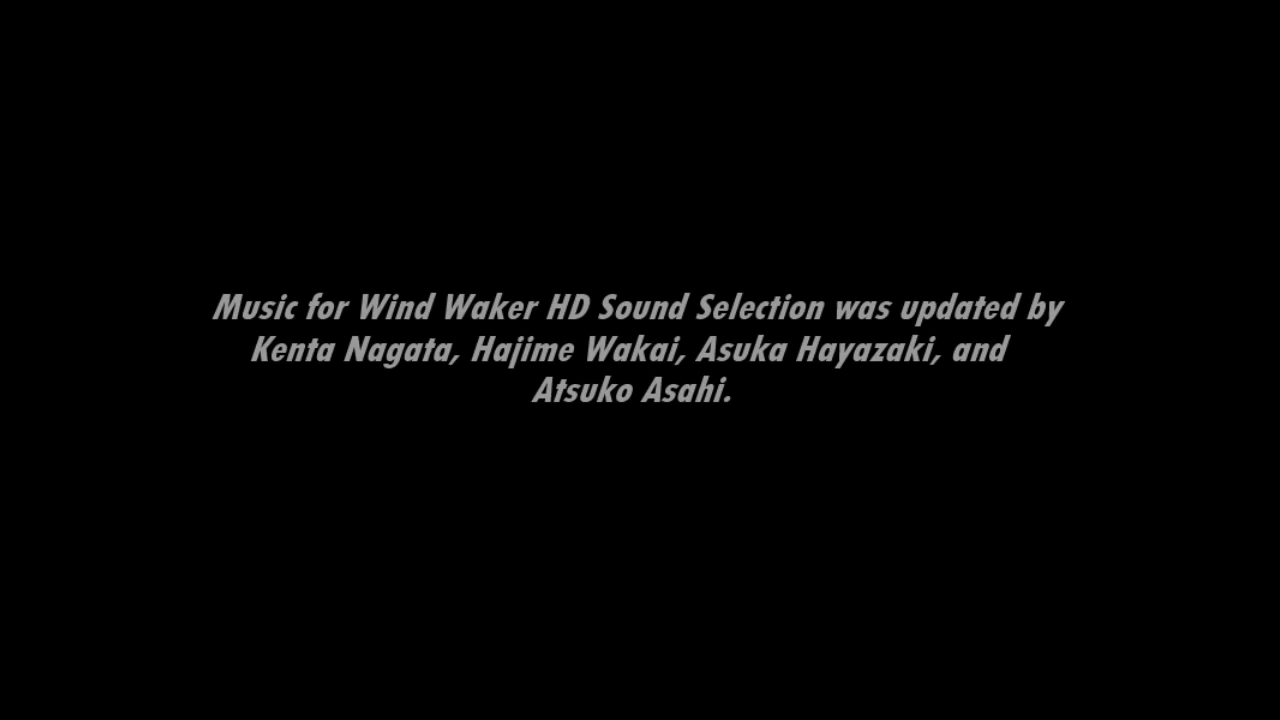 Music for Wind Waker HD Sound Selection was updated by
Kenta Nagata, Hajime Wakai, Asuka Hayazaki, and
Atsuko Asahi.